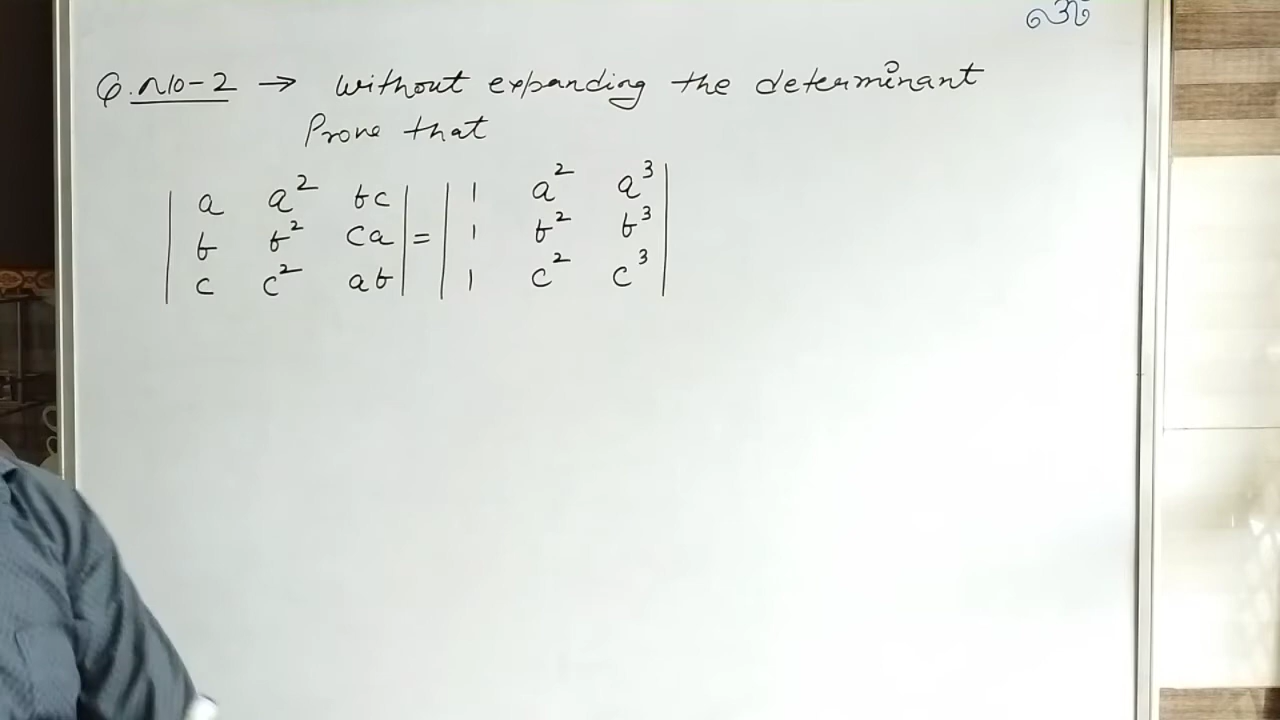 ॐ
Q.No-2 → without expanding the determinant
Prove that
| a a² bc | = | 1 a² a³ |
| b b² ca | = | 1 b² b³ |
| c c² ab | | 1 c² c³ |